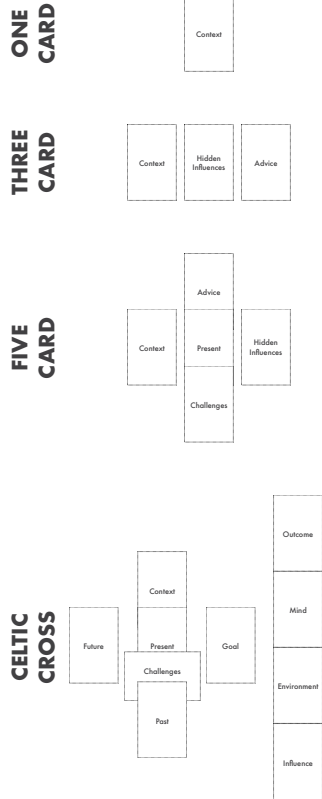 ONE
CARD
Context
THREE
CARD
Context
Hidden
Influences
Advice
FIVE
CARD
Advice
Context
Present
Hidden
Influences
Challenges
CELTIC
CROSS
Outcome
Context
Mind
Future
Present
Goal
Challenges
Environment
Past
Influence